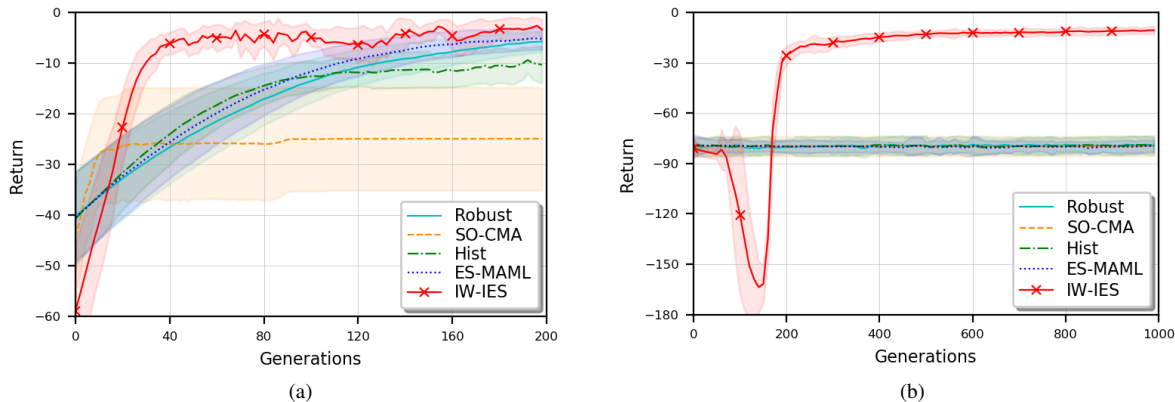 0
−10
−20
−30
−40
−50
−60
Return
0
40
80
120
160
200
Generations
Robust
SO-CMA
Hist
ES-MAML
IW-IES
(a)
0
−30
−60
−90
−120
−150
−180
Return
0
200
400
600
800
1000
Generations
Robust
SO-CMA
Hist
ES-MAML
IW-IES
(b)